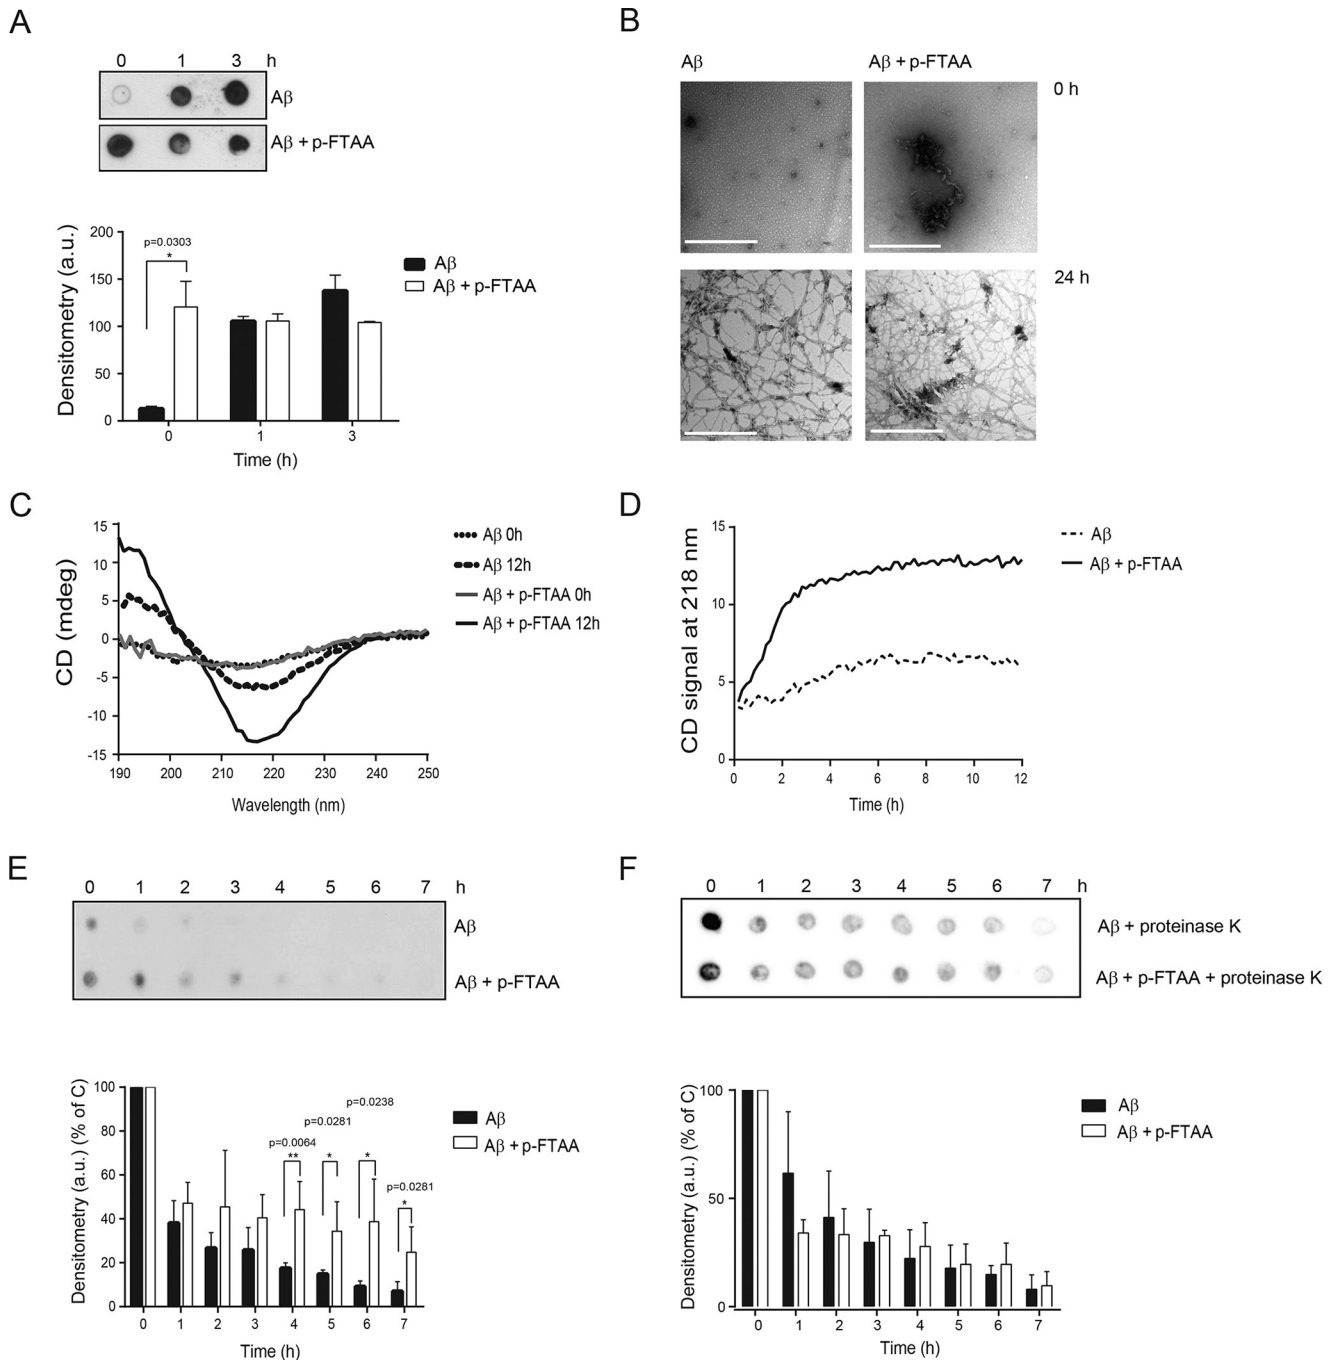 A
0 1 3 h
Aβ
Aβ + p-FTAA
200
150
100
50
0
Densitometry (a.u.)
p=0.0303
*
Aβ
Aβ + p-FTAA
0 1 3
Time (h)
B
Aβ Aβ + p-FTAA
0 h
24 h
C
15
10
5
0
-5
-10
-15
CD (mdeg)
Aβ 0h
Aβ 12h
Aβ + p-FTAA 0h
Aβ + p-FTAA 12h
190 200 210 220 230 240 250
Wavelength (nm)
D
15
10
5
0
CD signal at 218 nm
Aβ
Aβ + p-FTAA
0 2 4 6 8 10 12
Time (h)
E
0 1 2 3 4 5 6 7 h
Aβ
Aβ + p-FTAA
100
80
60
40
20
0
Densitometry (a.u.) (% of C)
p=0.0238
p=0.0281
p=0.0064
** * *
p=0.0281
*
Aβ
Aβ + p-FTAA
0 1 2 3 4 5 6 7
Time (h)
F
0 1 2 3 4 5 6 7 h
Aβ + proteinase K
Aβ + p-FTAA + proteinase K
100
50
0
Densitometry (a.u.) (% of C)
Aβ
Aβ + p-FTAA
0 1 2 3 4 5 6 7
Time (h)